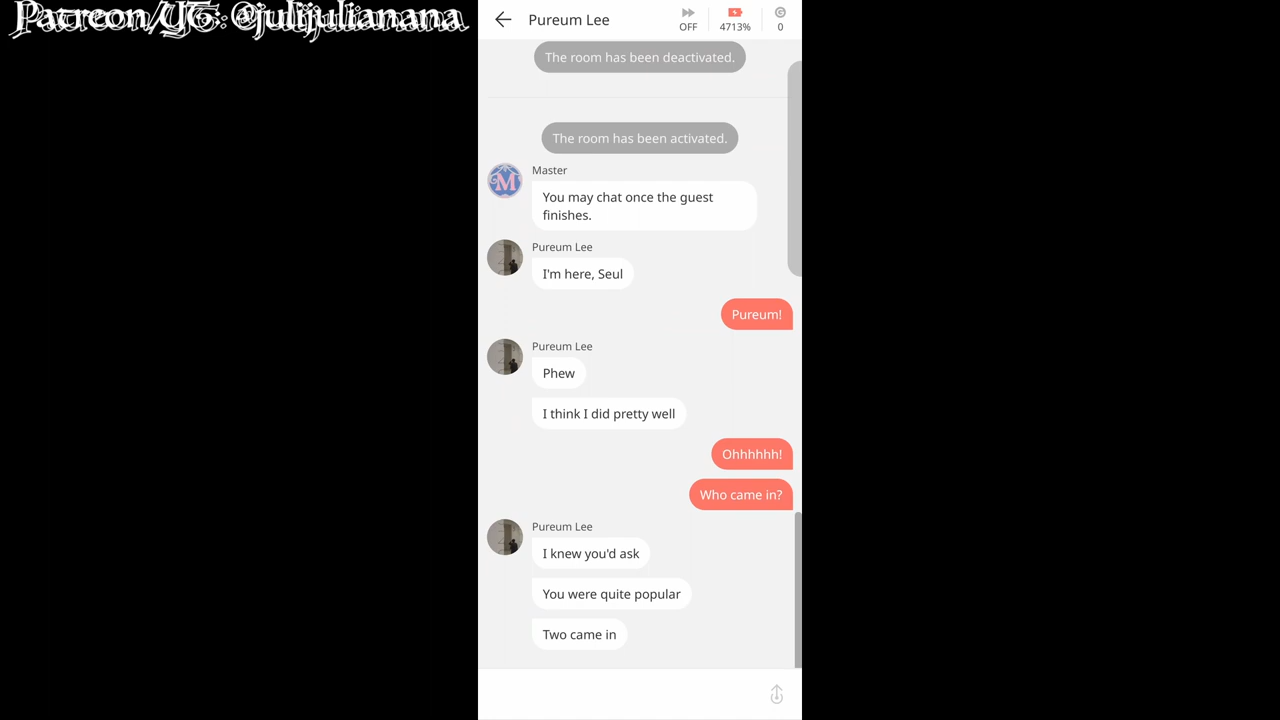 Patreon/YT: @julijulianana
Pureum Lee
OFF
4713%
0
The room has been deactivated.
The room has been activated.
M
Master
You may chat once the guest
finishes.
Pureum Lee
I'm here, Seul
Pureum!
Pureum Lee
Phew
I think I did pretty well
Ohhhhhh!
Who came in?
Pureum Lee
I knew you'd ask
You were quite popular
Two came in